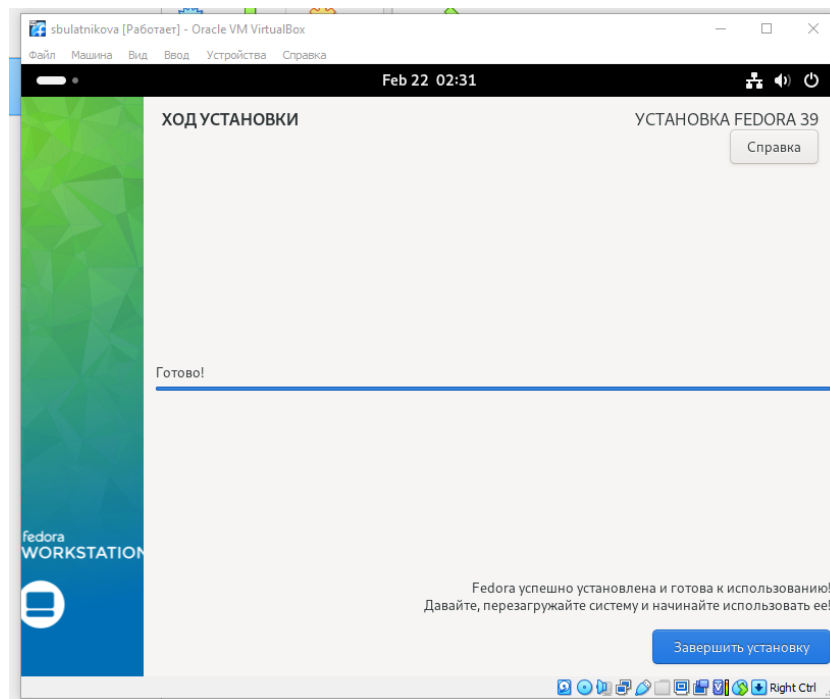 sbulatnikova [Работает] - Oracle VM VirtualBox
Файл Машина Вид Ввод Устройства Справка
Feb 22 02:31
ХОД УСТАНОВКИ
УСТАНОВКА FEDORA 39
Справка
Готово!
fedora
WORKSTATION
Fedora успешно установлена и готова к использованию!
Давайте, перезагружайте систему и начинайте использовать ее!
Завершить установку
Right Ctrl